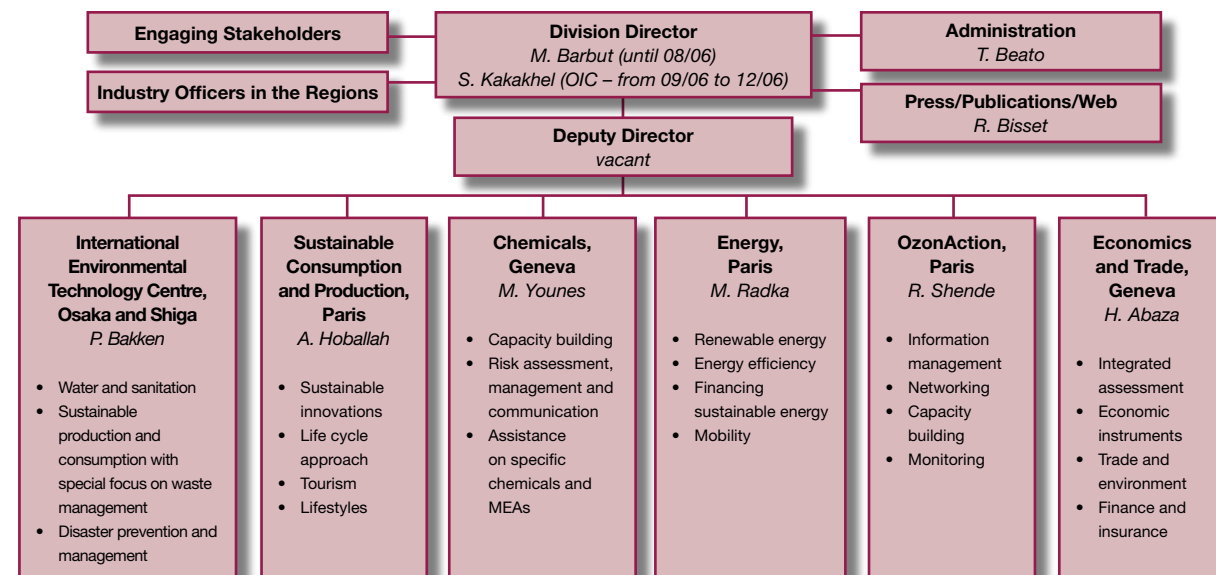 Engaging Stakeholders
Industry Officers in the Regions
Division Director
M. Barbut (until 08/06)
S. Kakakhel (OIC – from 09/06 to 12/06)
Administration
T. Beato
Press/Publications/Web
R. Bisset
Deputy Director
vacant
International
Environmental
Technology Centre,
Osaka and Shiga
P. Bakken
• Water and sanitation
• Sustainable
production and
consumption with
special focus on waste
management
• Disaster prevention and
management
Sustainable
Consumption
and Production,
Paris
A. Hoballah
• Sustainable
innovations
• Life cycle
approach
• Tourism
• Lifestyles
Chemicals,
Geneva
M. Younes
• Capacity building
• Risk assessment,
management and
communication
• Assistance
on specific
chemicals and
MEAs
Energy,
Paris
M. Radka
• Renewable energy
• Energy efficiency
• Financing
sustainable energy
• Mobility
OzonAction,
Paris
R. Shende
• Information
management
• Networking
• Capacity
building
• Monitoring
Economics
and Trade,
Geneva
H. Abaza
• Integrated
assessment
• Economic
instruments
• Trade and
environment
• Finance and
insurance